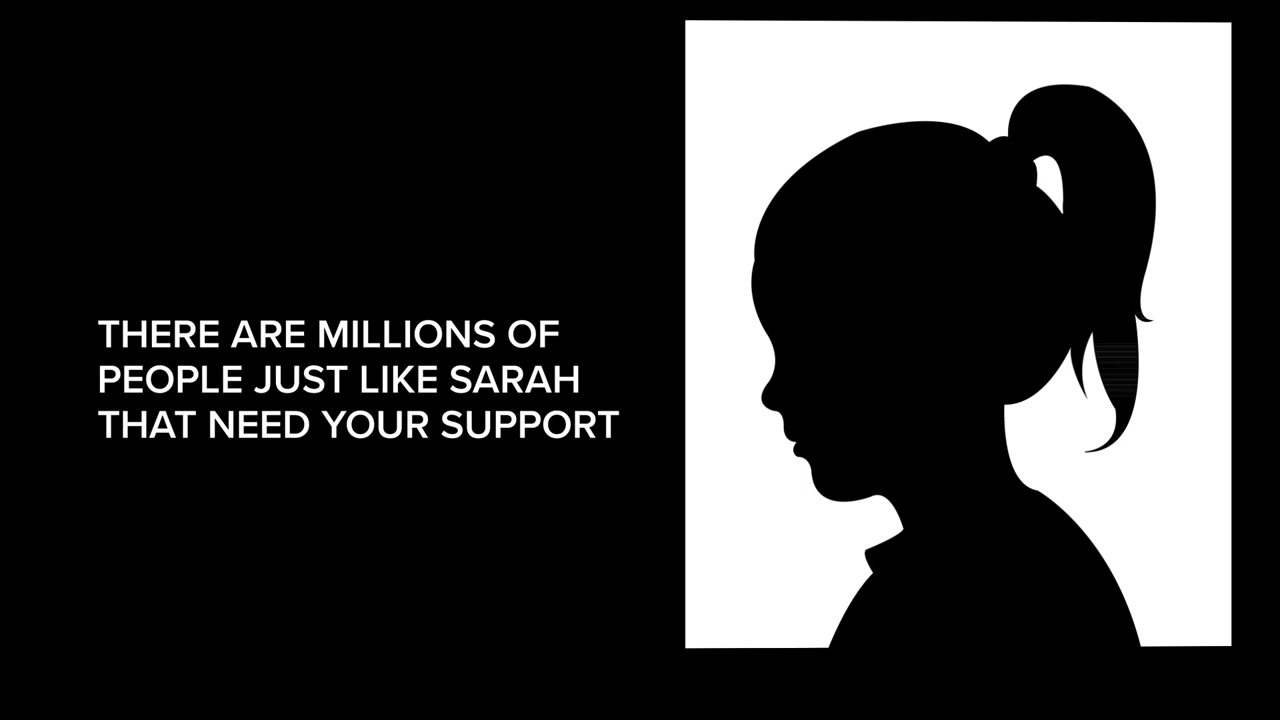 THERE ARE MILLIONS OF
PEOPLE JUST LIKE SARAH
THAT NEED YOUR SUPPORT